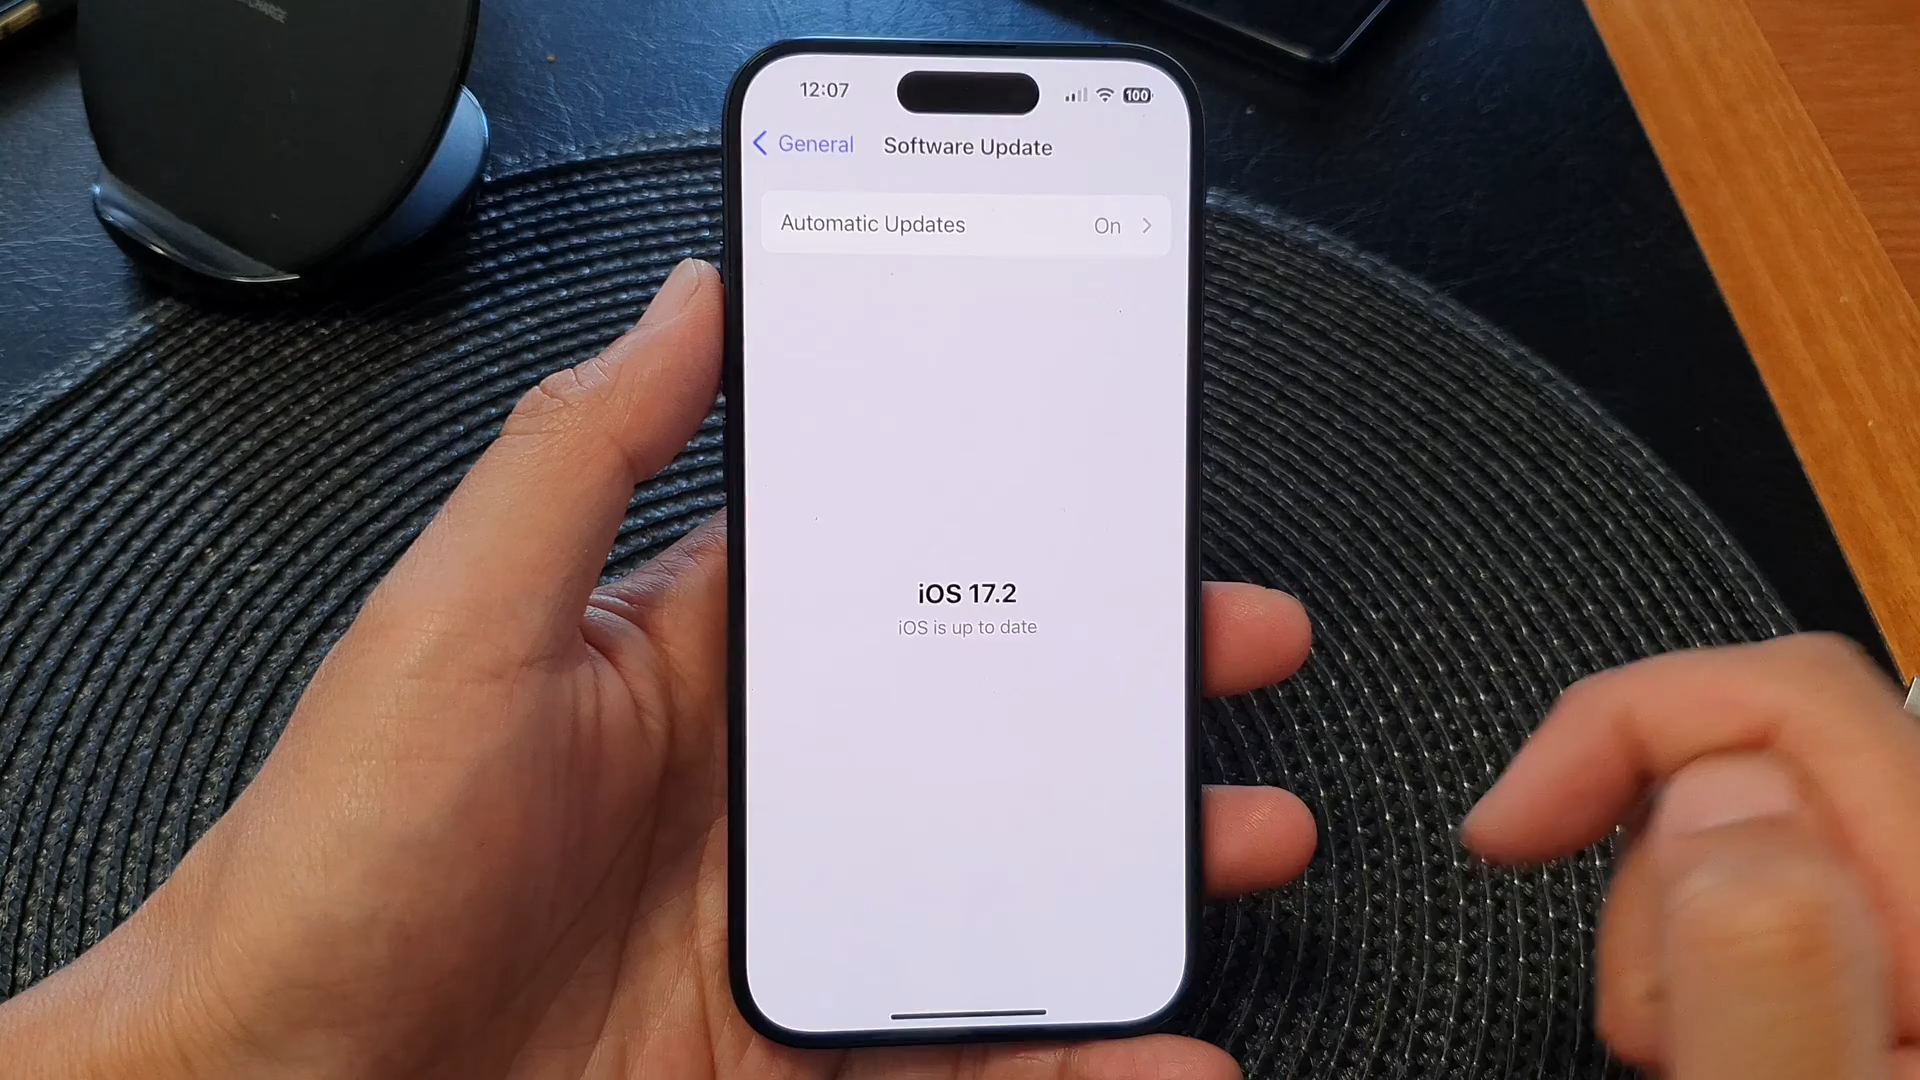 12:07
100
General
Software Update
Automatic Updates
On
iOS 17.2
iOS is up to date